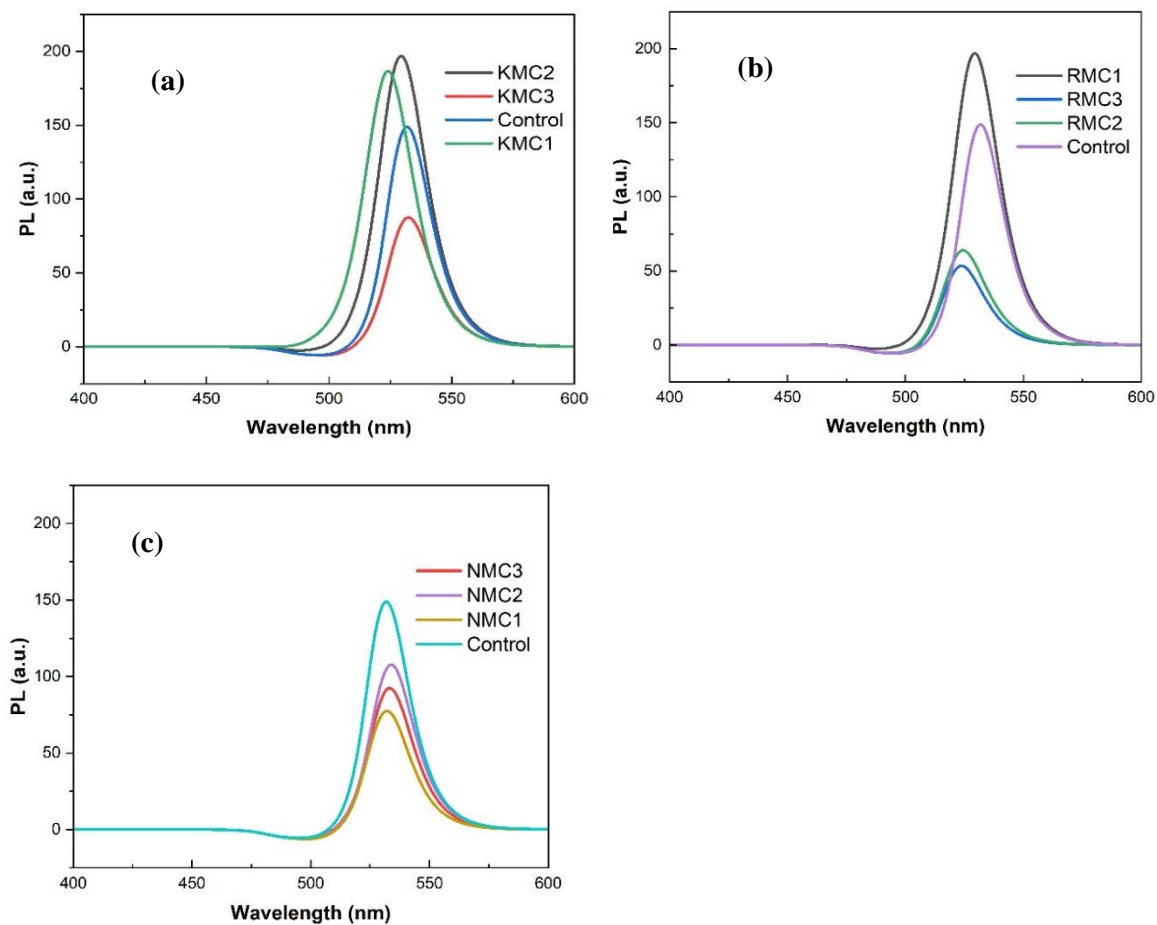 (a)
KMC2
KMC3
Control
KMC1
PL (a.u.)
200
150
100
50
0
400 450 500 550 600
Wavelength (nm)
(b)
RMC1
RMC3
RMC2
Control
PL (a.u.)
200
150
100
50
0
400 450 500 550 600
Wavelength (nm)
(c)
NMC3
NMC2
NMC1
Control
PL (a.u.)
200
150
100
50
0
400 450 500 550 600
Wavelength (nm)